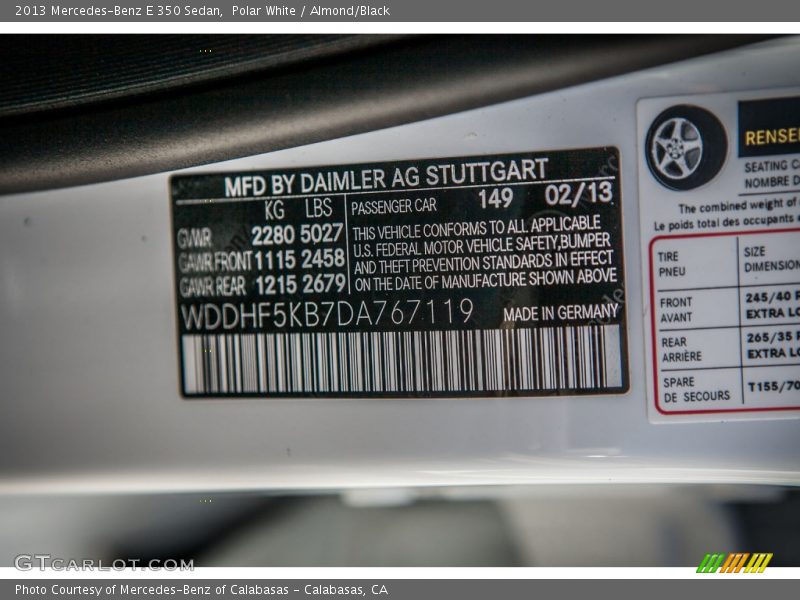 2013 Mercedes-Benz E 350 Sedan, Polar White / Almond/Black
MFD BY DAIMLER AG STUTTGART
KG LBS PASSENGER CAR 149 02/13
GVWR 2280 5027
GAWR FRONT 1115 2458
GAWR REAR 1215 2679
THIS VEHICLE CONFORMS TO ALL APPLICABLE
U.S. FEDERAL MOTOR VEHICLE SAFETY,BUMPER
AND THEFT PREVENTION STANDARDS IN EFFECT
ON THE DATE OF MANUFACTURE SHOWN ABOVE
WDDHF5KB7DA767119 MADE IN GERMANY
RENSEI
SEATING C
NOMBRE D
The combined weight of
Le poids total des occupants
TIRE SIZE
PNEU DIMENSION
FRONT 245/40 R
AVANT EXTRA LO
REAR 265/35 R
ARRIÈRE EXTRA LO
SPARE T155/70
DE SECOURS
GTCarLot.com
Photo Courtesy of Mercedes-Benz of Calabasas - Calabasas, CA